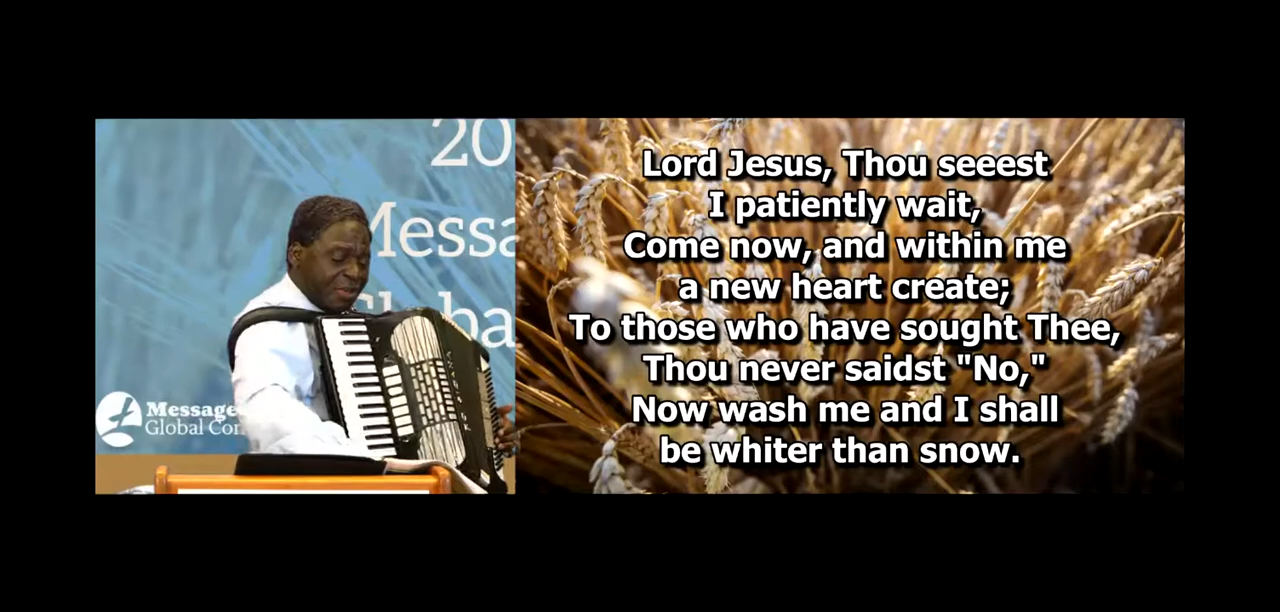 20
Messa
Message
Global Con
Lord Jesus, Thou seeest
I patiently wait,
Come now, and within me
a new heart create;
To those who have sought Thee,
Thou never saidst "No,"
Now wash me and I shall
be whiter than snow.